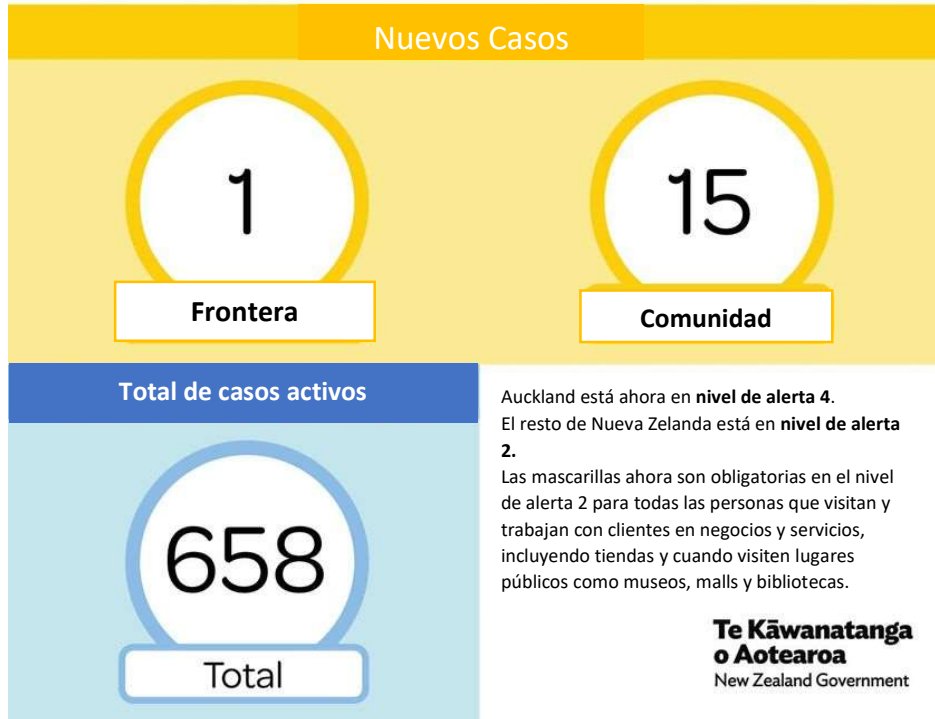 Nuevos Casos
1
15
Frontera
Comunidad
Total de casos activos
658
Total
Auckland está ahora en nivel de alerta 4.
El resto de Nueva Zelanda está en nivel de alerta
2.
Las mascarillas ahora son obligatorias en el nivel
de alerta 2 para todas las personas que visitan y
trabajan con clientes en negocios y servicios,
incluyendo tiendas y cuando visiten lugares
públicos como museos, malls y bibliotecas.
Te Kāwanatanga
o Aotearoa
New Zealand Government